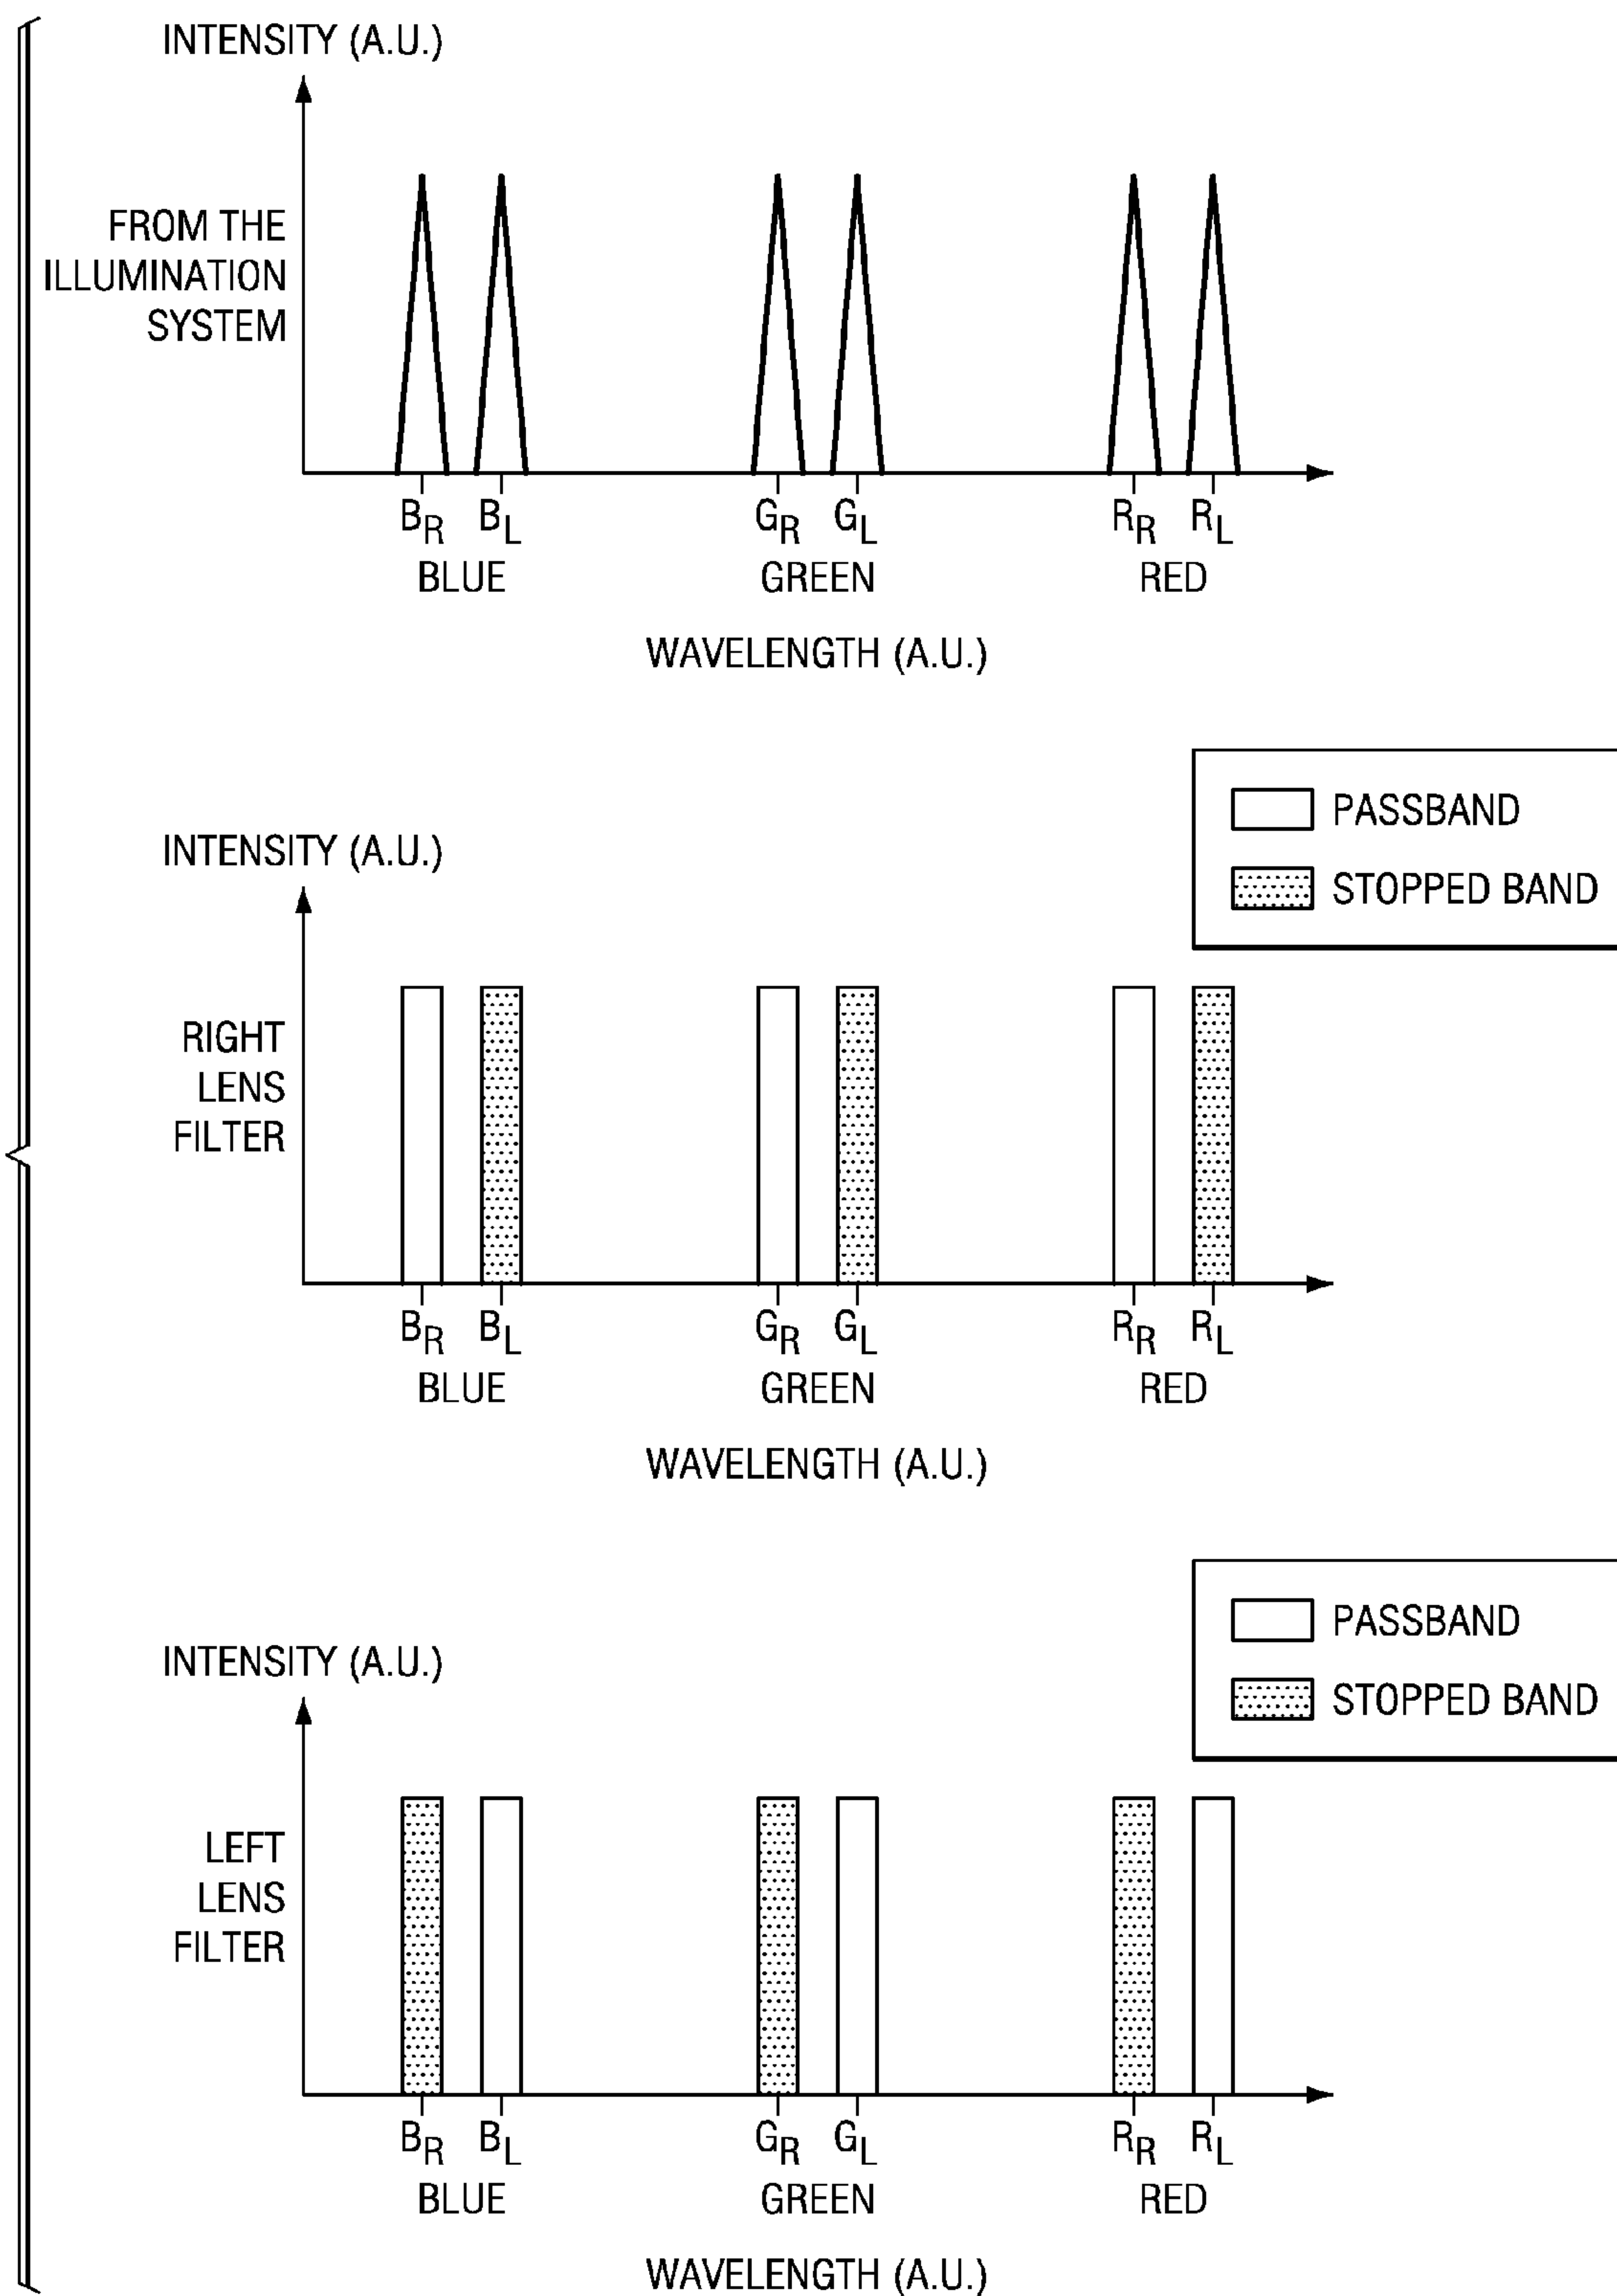 INTENSITY (A.U.)
FROM THE
ILLUMINATION
SYSTEM
BR BL GR GL RR RL
BLUE GREEN RED
WAVELENGTH (A.U.)
PASSBAND
STOPPED BAND
INTENSITY (A.U.)
RIGHT
LENS
FILTER
BR BL GR GL RR RL
BLUE GREEN RED
WAVELENGTH (A.U.)
PASSBAND
STOPPED BAND
INTENSITY (A.U.)
LEFT
LENS
FILTER
BR BL GR GL RR RL
BLUE GREEN RED
WAVELENGTH (A.U.)